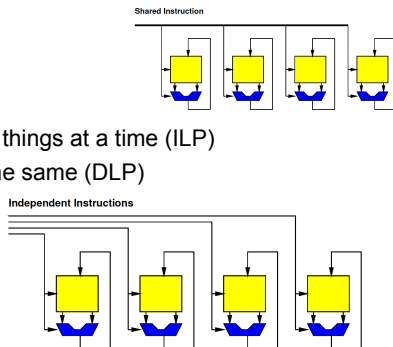 Shared Instruction
things at a time (ILP)
he same (DLP)
Independent Instructions